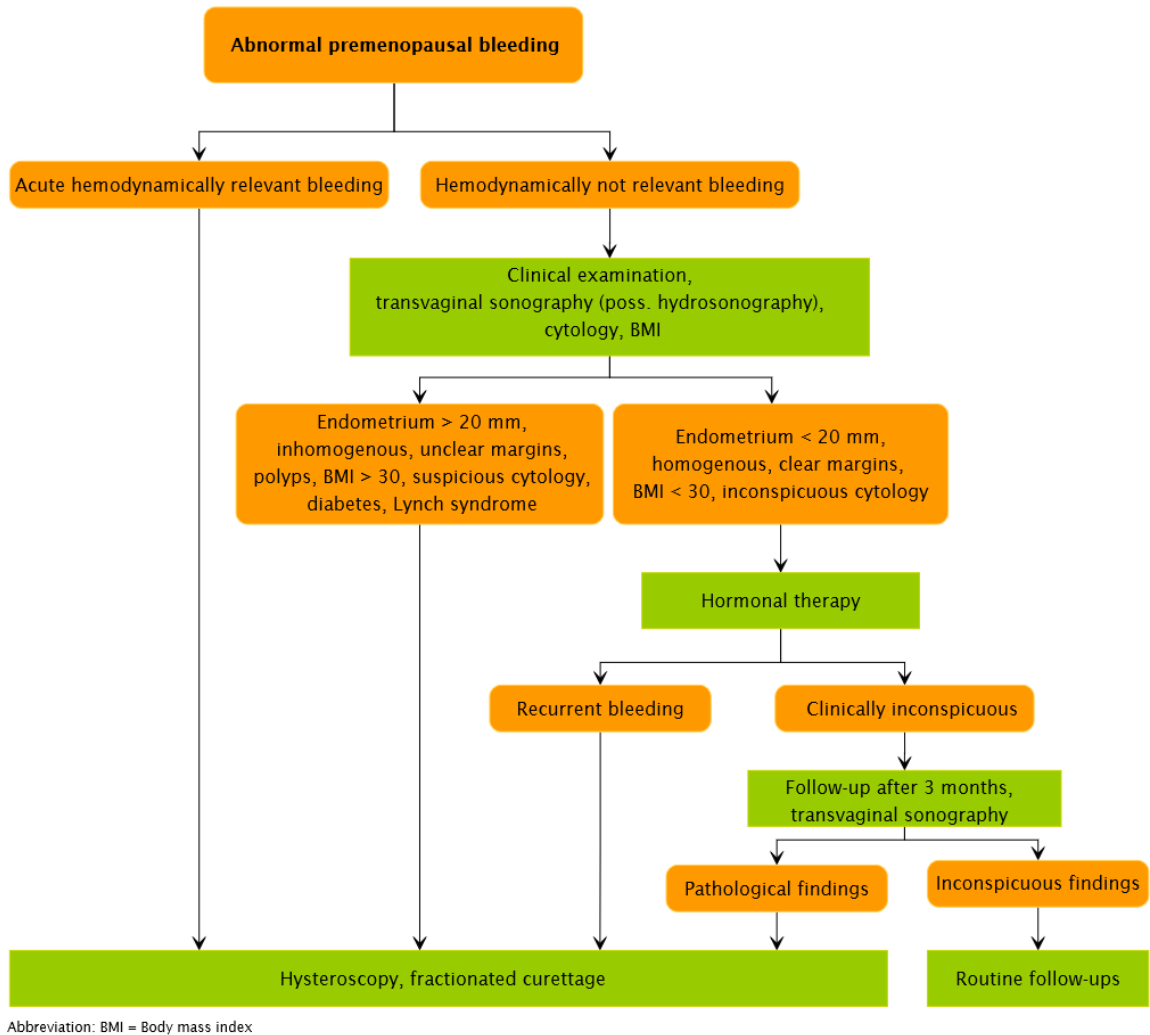 Abnormal premenopausal bleeding
Acute hemodynamically relevant bleeding
Hemodynamically not relevant bleeding
Clinical examination,
transvaginal sonography (poss. hydrosonography),
cytology, BMI
Endometrium > 20 mm,
inhomogenous, unclear margins,
polyps, BMI > 30, suspicious cytology,
diabetes, Lynch syndrome
Endometrium < 20 mm,
homogenous, clear margins,
BMI < 30, inconspicuous cytology
Hormonal therapy
Recurrent bleeding
Clinically inconspicuous
Follow-up after 3 months,
transvaginal sonography
Pathological findings
Inconspicuous findings
Hysteroscopy, fractionated curettage
Routine follow-ups
Abbreviation: BMI = Body mass index